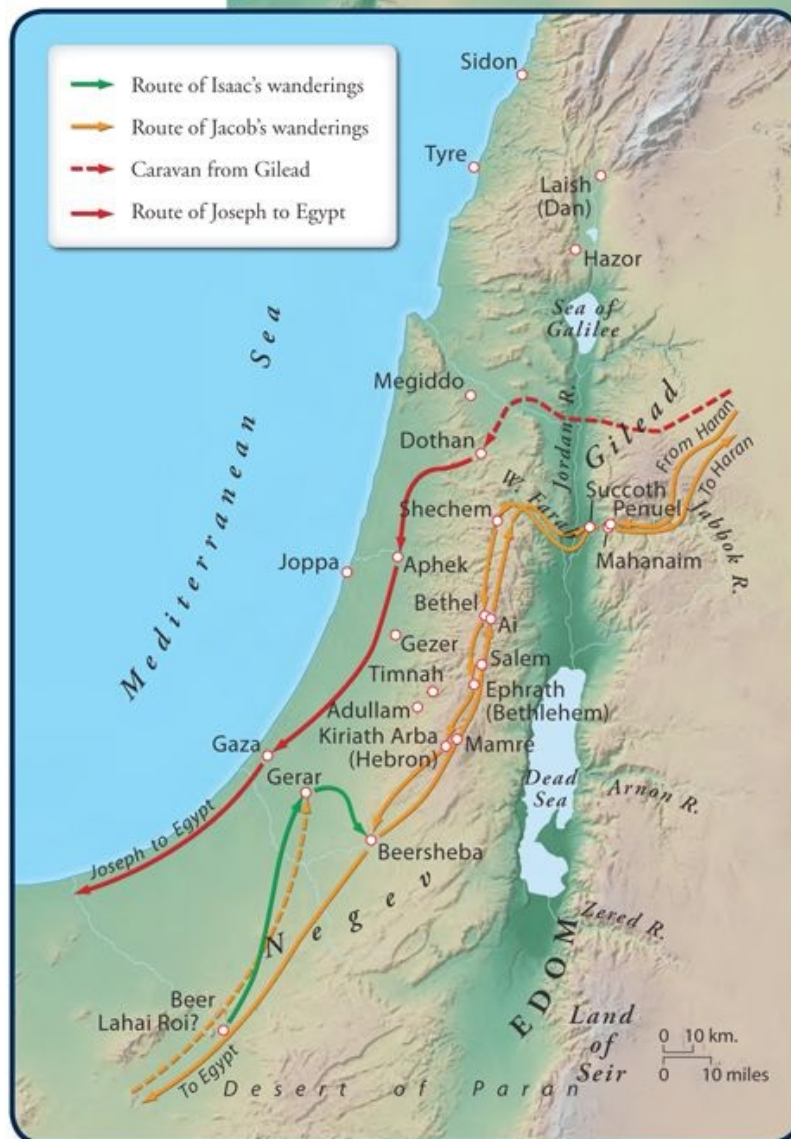 Route of Isaac's wanderings
Route of Jacob's wanderings
Caravan from Gilead
Route of Joseph to Egypt
Sidon
Tyre
Laish
(Dan)
Hazor
Sea of
Galilee
Mediterranean Sea
Megiddo
Jordan R.
Gilead
From Haran
To Haran
Dothan
W. Farah
Succoth
Penuel
Shechem
Mahanaim
Jabbok R.
Joppa
Aphek
Bethel
Ai
Gezer
Salem
Timnah
Ephrath
(Bethlehem)
Adullam
Kiriath Arba
(Hebron)
Mamre
Gaza
Gerar
Dead
Sea
Arnon R.
Joseph to Egypt
Beersheba
Negev
Zered R.
EDOM
Beer
Lahai Roi?
Land
of
Seir
0 10 km.
0 10 miles
To Egypt
Desert of Paran